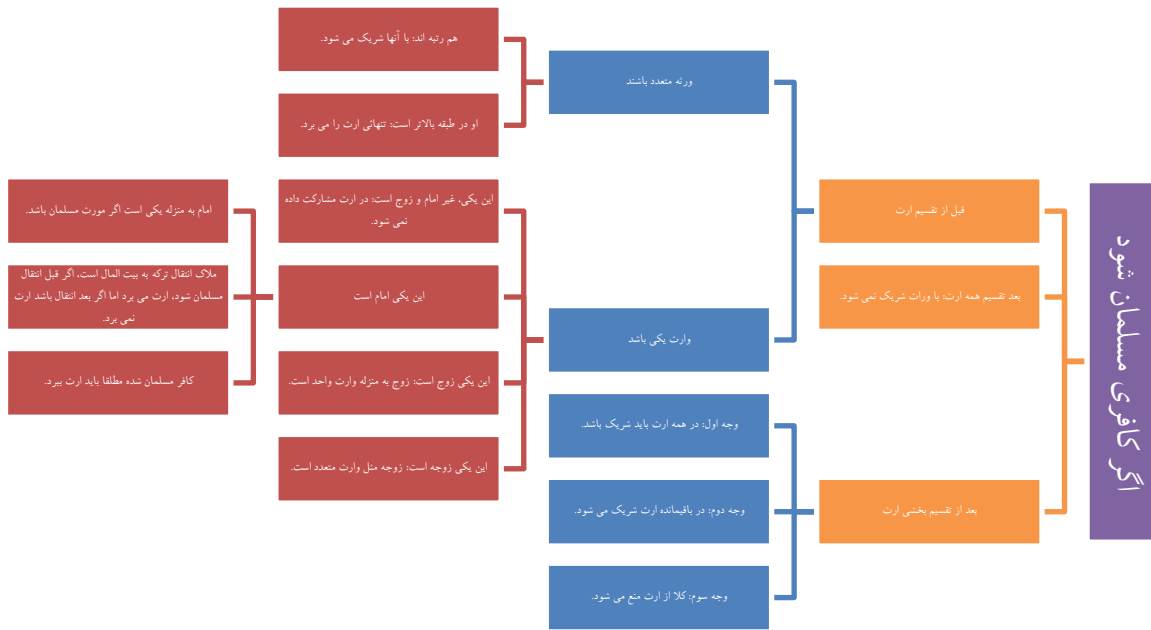 اگر کافری مسلمان شود
قبل از تقسیم ارث
ورثه متعدد باشند
هم رتبه اند: با آنها شریک می شود.
او در طبقه بالاتر است: تنهائی ارث را می برد.
وارث یکی باشد
این یکی، غیر امام و زوج است: در ارث مشارکت داده
نمی شود.
این یکی امام است
امام به منزله یکی است اگر مورث مسلمان باشد.
ملاک انتقال ترکه به بیت المال است، اگر قبل انتقال
مسلمان شود، ارث می برد اما اگر بعد انتقال باشد ارث
نمی برد.
کافر مسلمان شده مطلقا باید ارث ببرد.
این یکی زوج است: زوج به منزله وارث واحد است.
این یکی زوجه است: زوجه مثل وارث متعدد است.
بعد تقسیم همه ارث: با وراث شریک نمی شود.
بعد از تقسیم بخشی ارث
وجه اول: در همه ارث باید شریک باشد.
وجه دوم: در باقیمانده ارث شریک می شود.
وجه سوم: کلا از ارث منع می شود.